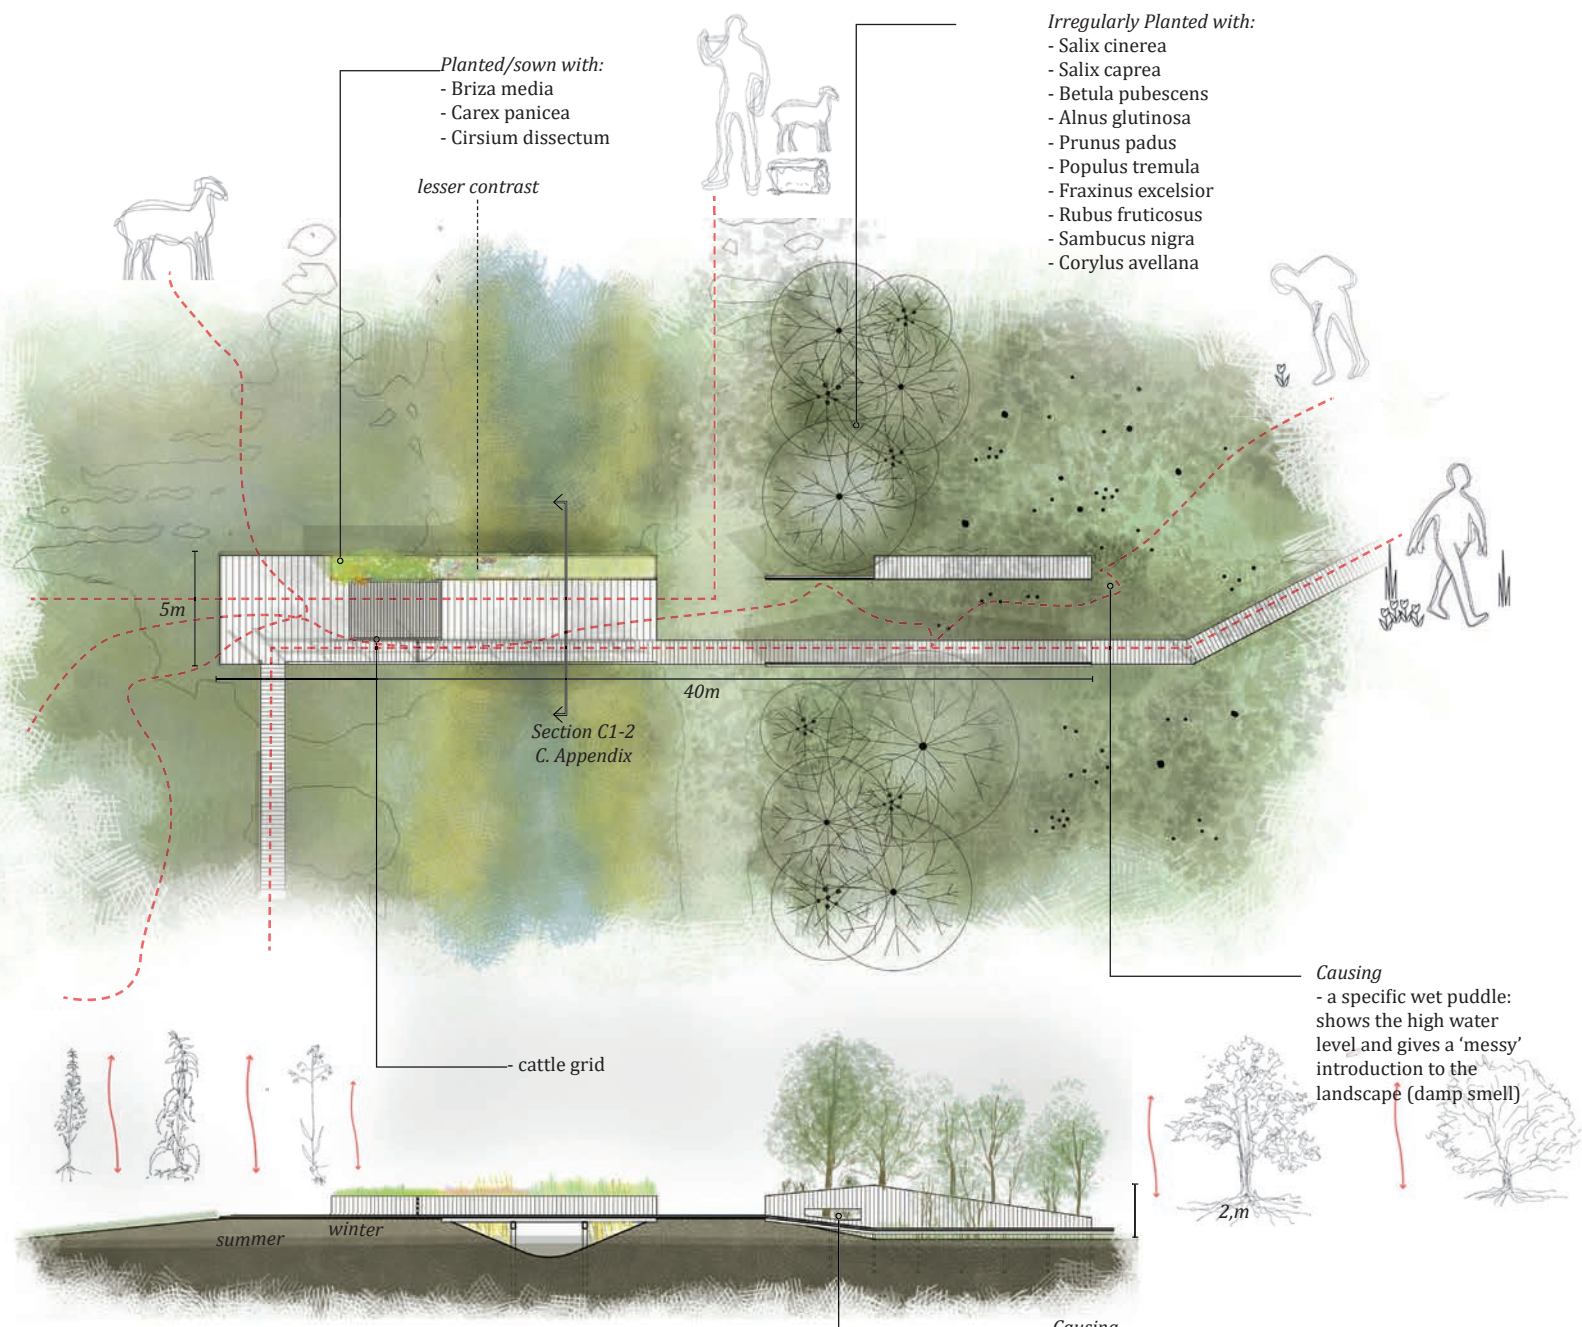 Planted/sown with:
- Briza media
- Carex panicea
- Cirsium dissectum
lesser contrast
Irregularly Planted with:
- Salix cinerea
- Salix caprea
- Betula pubescens
- Alnus glutinosa
- Prunus padus
- Populus tremula
- Fraxinus excelsior
- Rubus fruticosus
- Sambucus nigra
- Corylus avellana
5m
40m
Section C1-2
C. Appendix
Causing
- a specific wet puddle:
shows the high water
level and gives a ‘messy’
introduction to the
landscape (damp smell)
- cattle grid
2,m
summer
winter
Causing